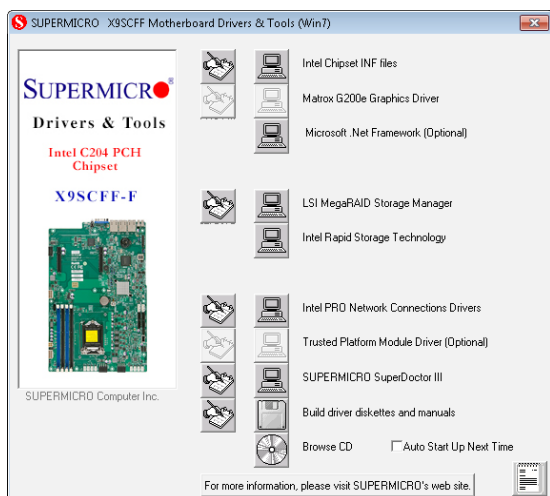 SUPERMICRO X9SCFF Motherboard Drivers & Tools (Win7)
SUPERMICR®
Drivers & Tools
Intel C204 PCH
Chipset
X9SCFF-F
SUPERMICRO Computer Inc.
Intel Chipset INF files
Matrox G200e Graphics Driver
Microsoft .Net Framework (Optional)
LSI MegaRAID Storage Manager
Intel Rapid Storage Technology
Intel PRO Network Connections Drivers
Trusted Platform Module Driver (Optional)
SUPERMICRO SuperDoctor III
Build driver diskettes and manuals
Browse CD
Auto Start Up Next Time
For more information, please visit SUPERMICRO's web site.